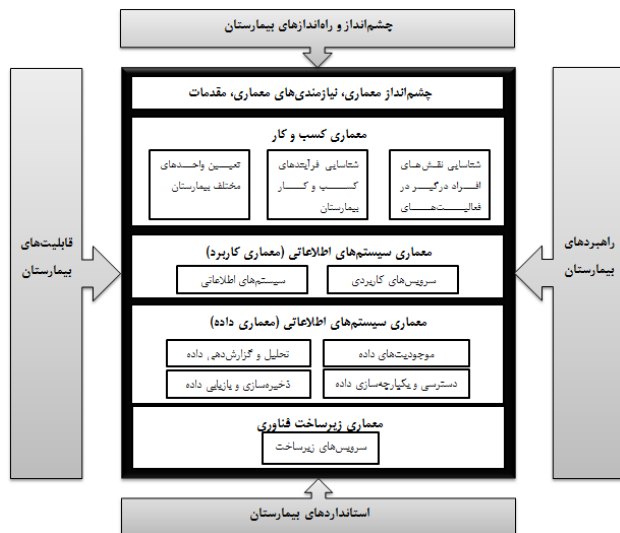 چشم‌انداز و راه‌اندازهای بیمارستان
چشم‌انداز معماری، نیازمندی‌های معماری، مقدمات
معماری کسب و کار
شناسایی نقش‌های
افراد درگیر در
فعالیت‌های
شناسایی فرآیندهای
کسب و کار
بیمارستان
تعیین واحدهای
مختلف بیمارستان
راهبردهای
بیمارستان
قابلیت‌های
بیمارستان
معماری سیستم‌های اطلاعاتی (معماری کاربرد)
سرویس‌های کاربردی
سیستم‌های اطلاعاتی
معماری سیستم‌های اطلاعاتی (معماری داده)
موجودیت‌های داده
تحلیل و گزارش‌دهی داده
دسترسی و یکپارچه‌سازی داده
ذخیره‌سازی و بازیابی داده
معماری زیرساخت فناوری
سرویس‌های زیرساخت
استانداردهای بیمارستان